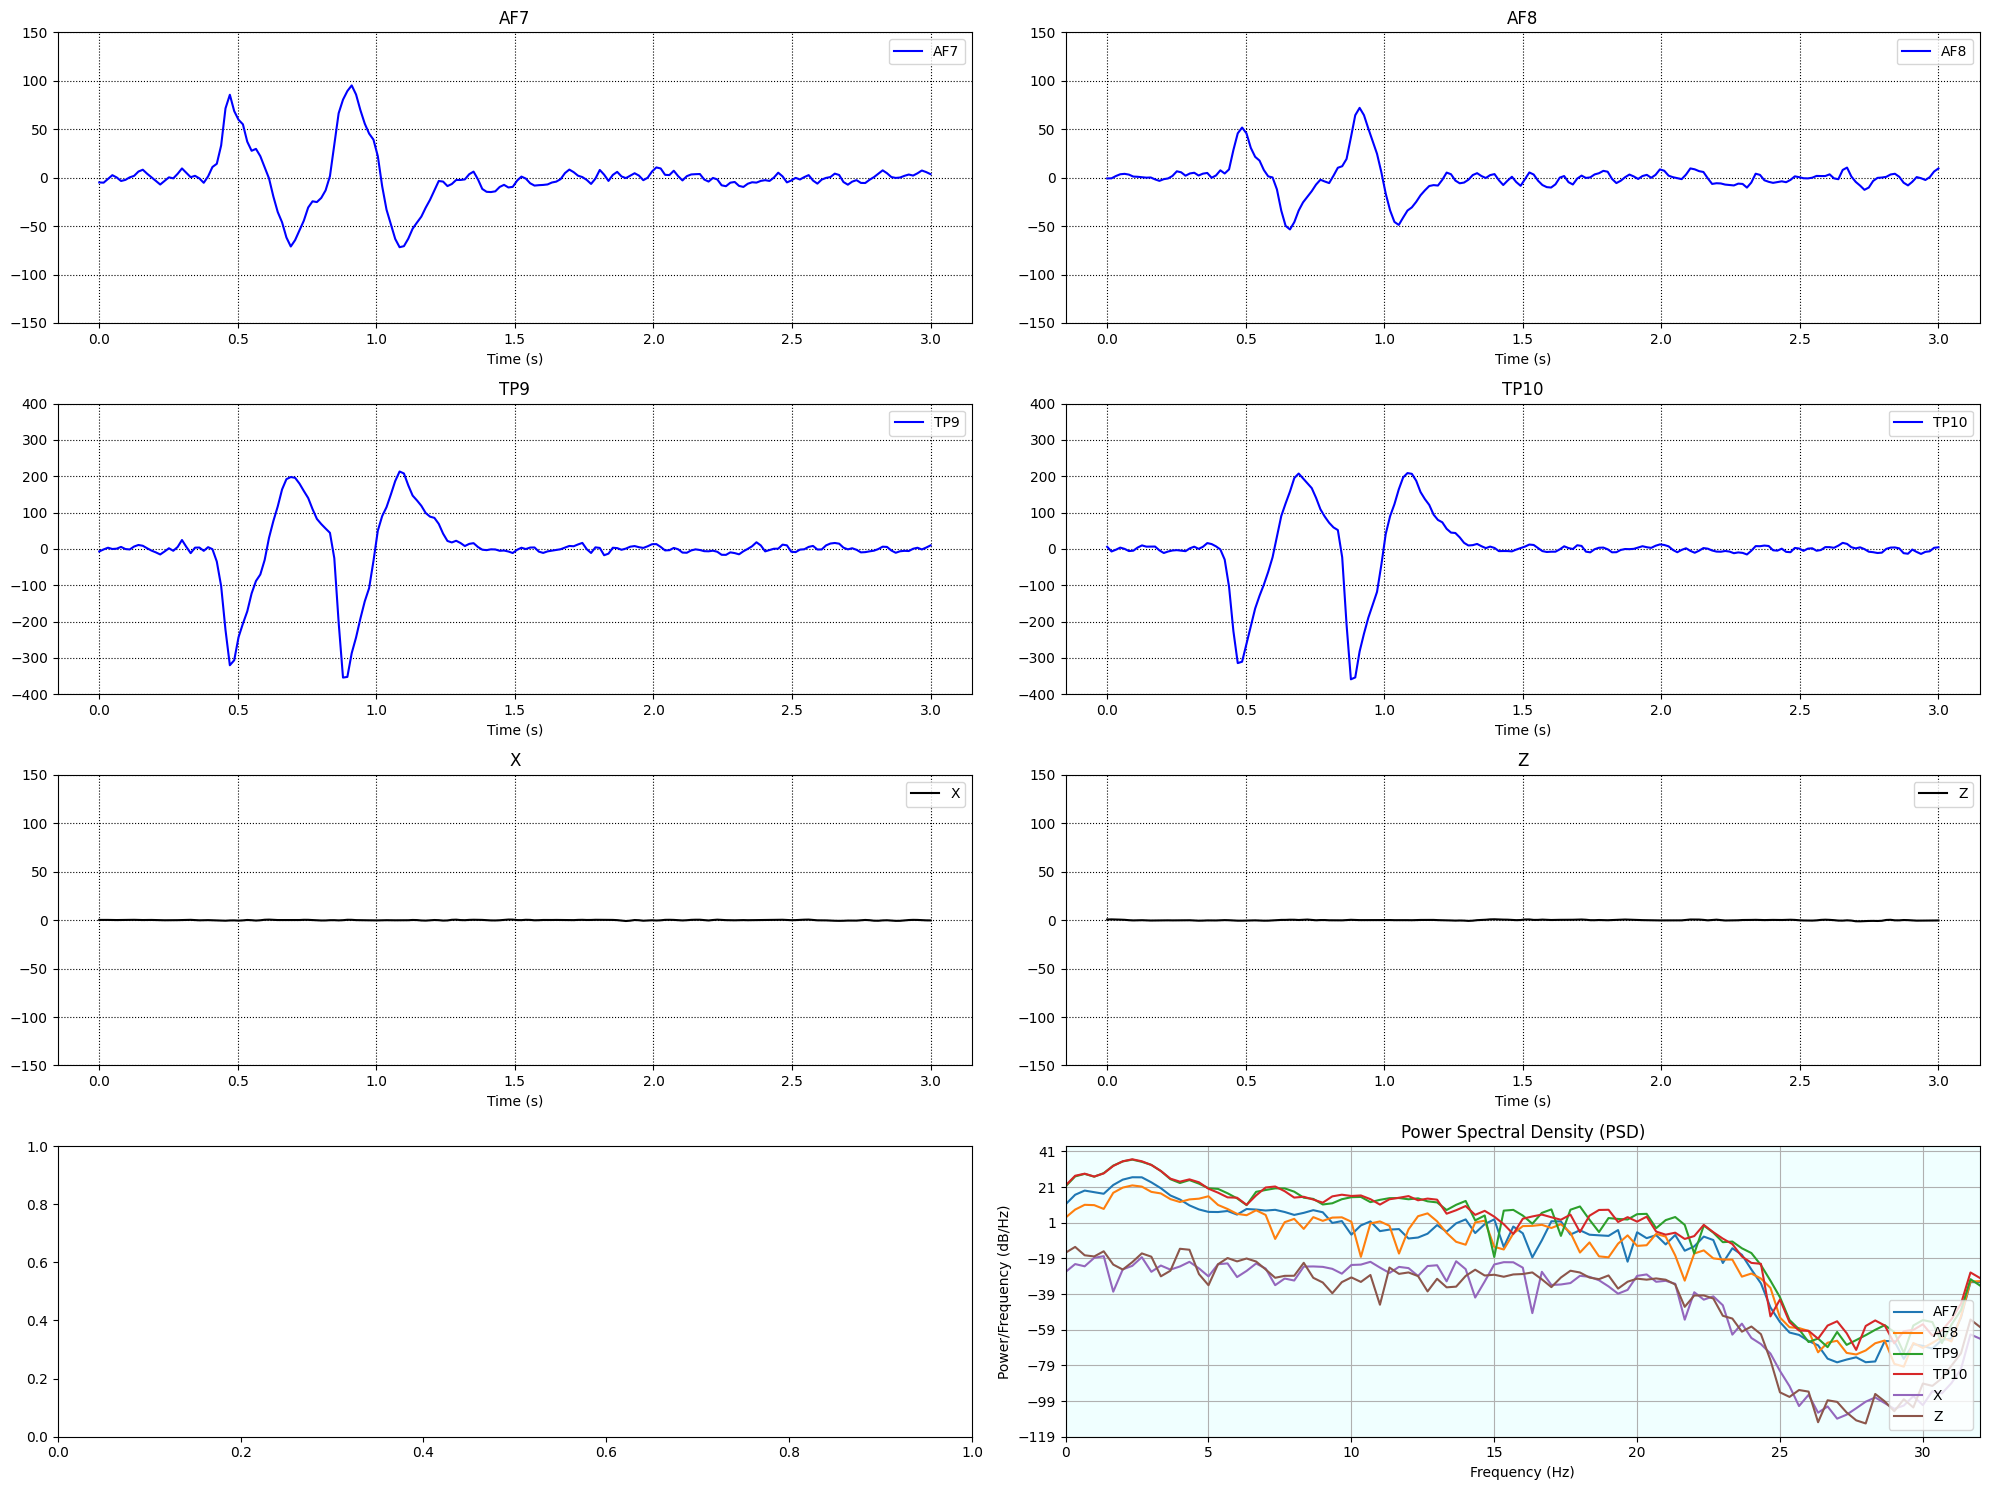 AF7
150
100
50
0
−50
−100
−150
AF7
0.0 0.5 1.0 1.5 2.0 2.5 3.0
Time (s)
AF8
150
100
50
0
−50
−100
−150
AF8
0.0 0.5 1.0 1.5 2.0 2.5 3.0
Time (s)
TP9
400
300
200
100
0
−100
−200
−300
−400
TP9
0.0 0.5 1.0 1.5 2.0 2.5 3.0
Time (s)
TP10
400
300
200
100
0
−100
−200
−300
−400
TP10
0.0 0.5 1.0 1.5 2.0 2.5 3.0
Time (s)
X
150
100
50
0
−50
−100
−150
X
0.0 0.5 1.0 1.5 2.0 2.5 3.0
Time (s)
Z
150
100
50
0
−50
−100
−150
Z
0.0 0.5 1.0 1.5 2.0 2.5 3.0
Time (s)
1.0
0.8
0.6
0.4
0.2
0.0
0.0 0.2 0.4 0.6 0.8 1.0
Power Spectral Density (PSD)
Power/Frequency (dB/Hz)
41
21
1
−19
−39
−59
−79
−99
−119
AF7
AF8
TP9
TP10
X
Z
0 5 10 15 20 25 30
Frequency (Hz)